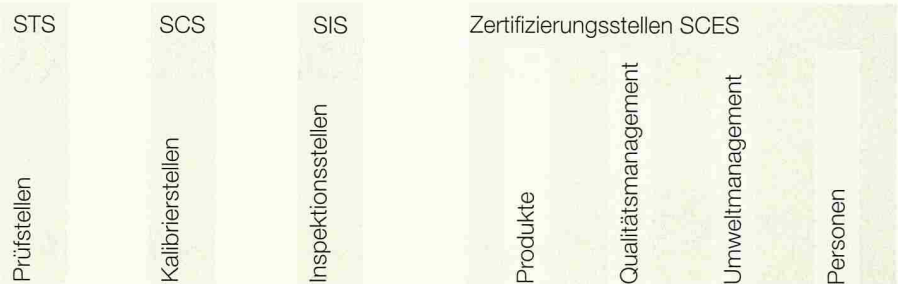 STS
SCS
SIS
Zertifizierungsstellen SCES
Prüfstellen
Kalibrierstellen
Inspektionsstellen
Produkte
Qualitätsmanagement
Umweltmanagement
Personen